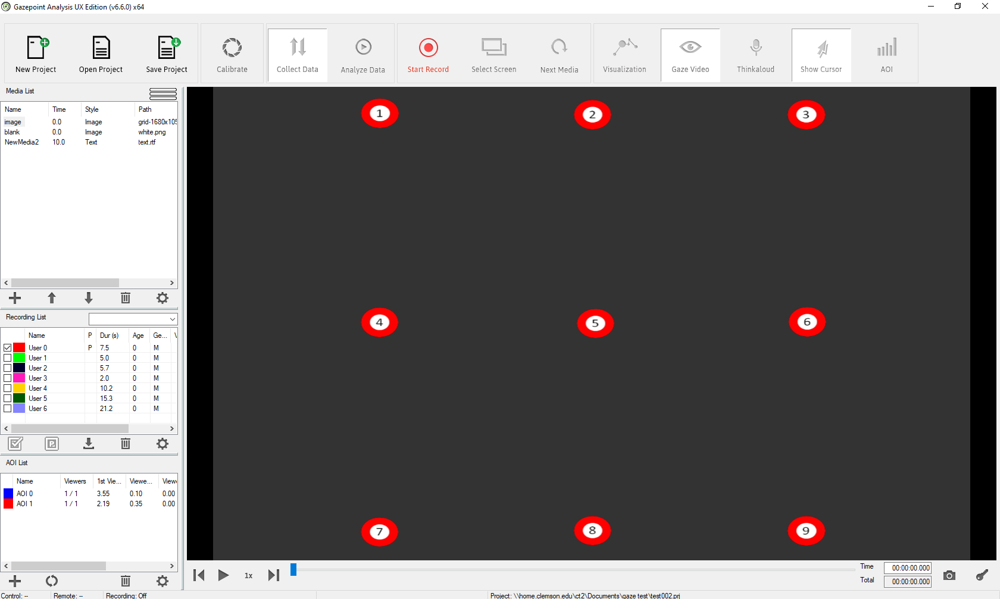 Gazepoint Analysis UX Edition (v6.6.0) x64
New Project Open Project Save Project Calibrate Collect Data Analyze Data Start Record Select Screen Next Media Visualization Gaze Video Thinkaloud Show Cursor AOI
Media List
Name Time Style Path
image 0.0 Image grid-1680x105
blank 0.0 Image white.png
NewMedia2 10.0 Text text.rtf
Recording List
Name P Dur (s) Age Ge...
User 0 P 7.5 0 M
User 1 5.0 0 M
User 2 5.7 0 M
User 3 2.0 0 M
User 4 10.2 0 M
User 5 15.3 0 M
User 6 21.2 0 M
AOI List
Name Viewers 1st Vie... Viewe... Viewe
AOI 0 1 / 1 3.55 0.10 0.00
AOI 1 1 / 1 2.19 0.35 0.00
1 2 3
4 5 6
7 8 9
1x
Time 00:00:00.000
Total 00:00:00.000
Control: -- Remote: -- Recording: Off Project: \\home.clemson.edu\ct2\Documents\gaze test\test002.prj